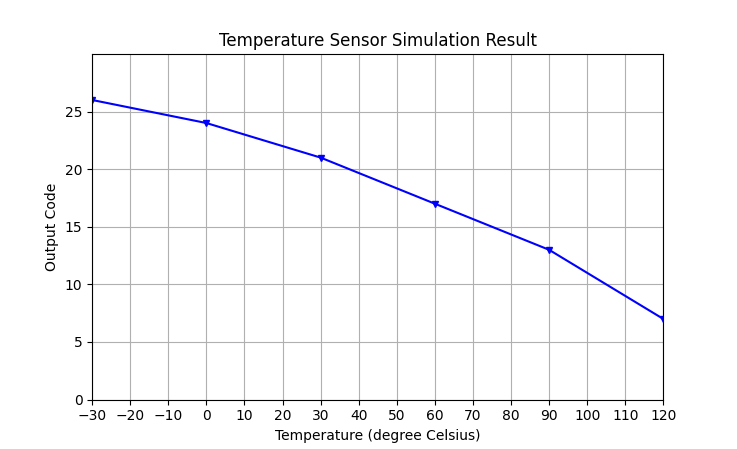 Temperature Sensor Simulation Result
Output Code
25
20
15
10
5
0
−30 −20 −10 0 10 20 30 40 50 60 70 80 90 100 110 120
Temperature (degree Celsius)